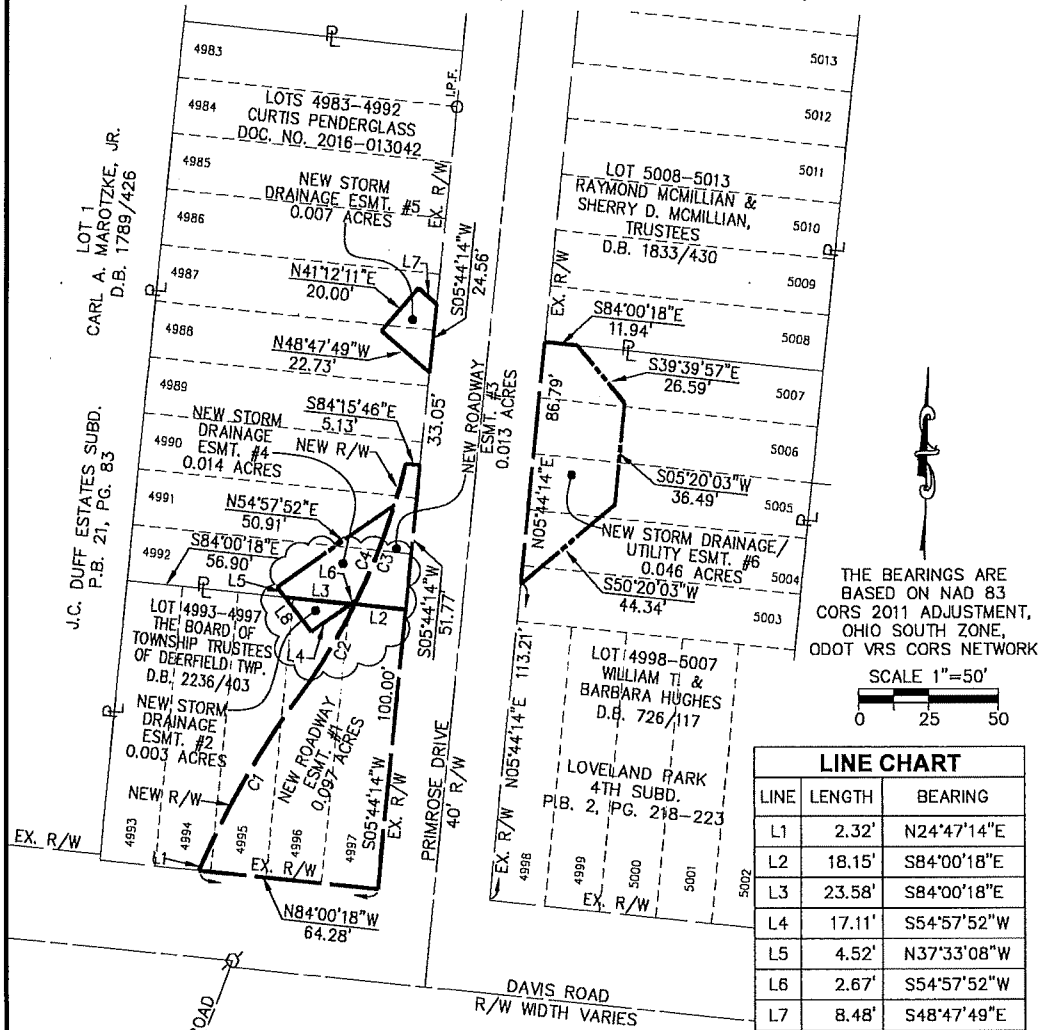 4983
4984
4985
4986
4987
4988
4989
4990
4991
4992
LOT 1
CARL A. MAROTZKE, JR.
D.B. 1789/426
J.C. DUFF ESTATES SUBD.
P.B. 21, PG. 83
LOTS 4983-4992
CURTIS PENDERGLASS
DOC. NO. 2016-013042
I.P.F.
EX. R/W
NEW STORM
DRAINAGE ESMT. #5
0.007 ACRES
L7
N41°12'11"E
20.00'
S05°44'14"W
24.56'
N48°47'49"W
22.73'
33.05'
S84°15'46"E
5.13'
NEW STORM
DRAINAGE
ESMT. #4
0.014 ACRES
NEW R/W
NEW ROADWAY
ESMT. #3
0.013 ACRES
N54°57'52"E
50.91'
S84°00'18"E
56.90'
L5
L6
L3
C4
C3
L2
L8
L4
C2
S05°44'14"W
51.77'
LOT 4993-4997
THE BOARD OF
TOWNSHIP TRUSTEES
OF DEERFIELD TWP.
D.B. 2236/403
NEW STORM
DRAINAGE
ESMT. #2
0.003 ACRES
NEW R/W
C1
NEW ROADWAY
ESMT. #1
0.097 ACRES
S05°44'14"W
100.00'
EX. R/W
PRIMROSE DRIVE
40' R/W
EX. R/W
4993
4994
4995
4996
4997
L1
EX. R/W
N84°00'18"W
64.28'
ROAD
DAVIS ROAD
R/W WIDTH VARIES
5013
5012
5011
5010
5009
5008
5007
5006
5005
5004
5003
LOT 5008-5013
RAYMOND MCMILLIAN &
SHERRY D. MCMILLIAN,
TRUSTEES
D.B. 1833/430
EX. R/W
S84°00'18"E
11.94'
S39°39'57"E
26.59'
N05°44'14"E
86.79'
S05°20'03"W
36.49'
NEW STORM DRAINAGE/
UTILITY ESMT. #6
0.046 ACRES
S50°20'03"W
44.34'
LOT 4998-5007
WILLIAM T. &
BARBARA HUGHES
D.B. 726/117
N05°44'14"E 113.21'
EX. R/W
LOVELAND PARK
4TH SUBD.
P.B. 2, PG. 218-223
4998
4999
5000
5001
5002
EX. R/W
THE BEARINGS ARE
BASED ON NAD 83
CORS 2011 ADJUSTMENT,
OHIO SOUTH ZONE,
ODOT VRS CORS NETWORK
SCALE 1"=50'
0 25 50
LINE CHART
LINE LENGTH BEARING
L1 2.32' N24°47'14"E
L2 18.15' S84°00'18"E
L3 23.58' S84°00'18"E
L4 17.11' S54°57'52"W
L5 4.52' N37°33'08"W
L6 2.67' S54°57'52"W
L7 8.48' S48°47'49"E